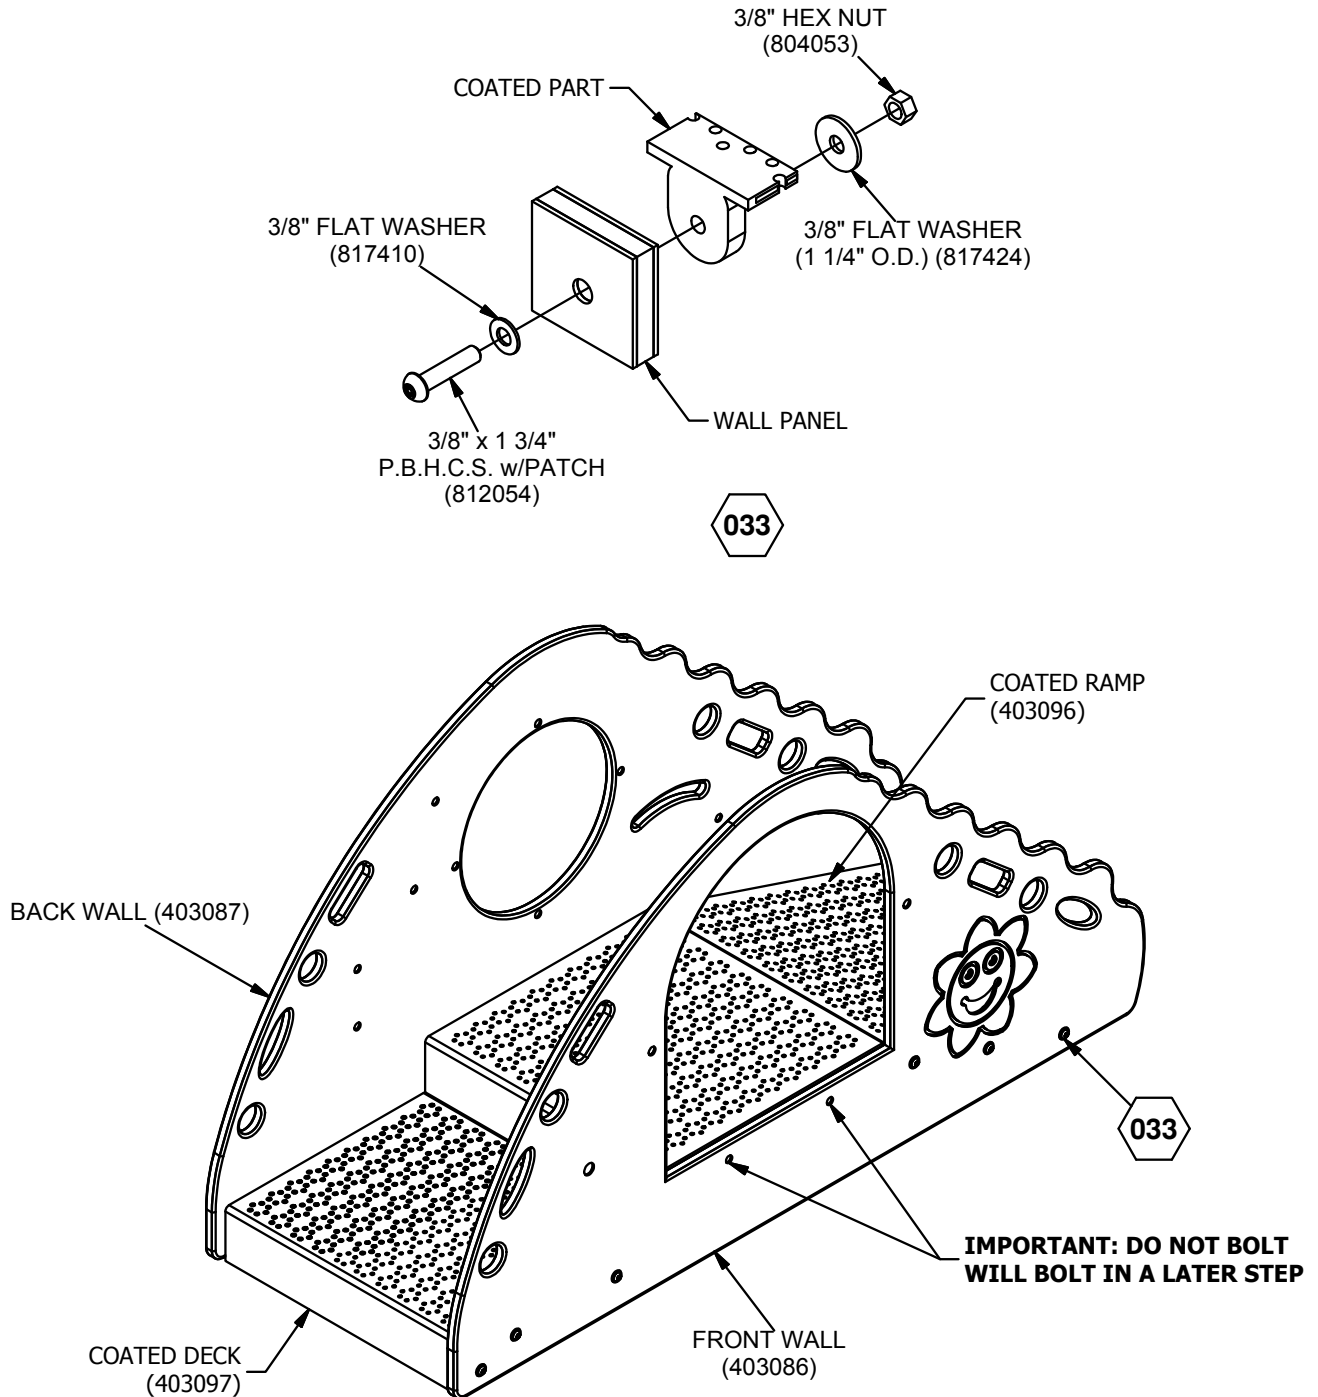 3/8" HEX NUT
(804053)
COATED PART
3/8" FLAT WASHER
(817410)
3/8" FLAT WASHER
(1 1/4" O.D.) (817424)
WALL PANEL
3/8" x 1 3/4"
P.B.H.C.S. w/PATCH
(812054)
033
COATED RAMP
(403096)
BACK WALL (403087)
033
IMPORTANT: DO NOT BOLT
WILL BOLT IN A LATER STEP
FRONT WALL
(403086)
COATED DECK
(403097)